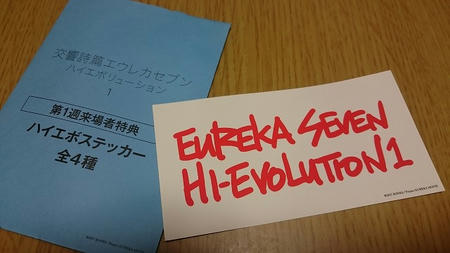 交響詩篇エウレカセブン
ハイエボリューション
1
第1週来場者特典
ハイエボステッカー
全4種
EUREKA SEVEN
HI-EVOLUTION 1